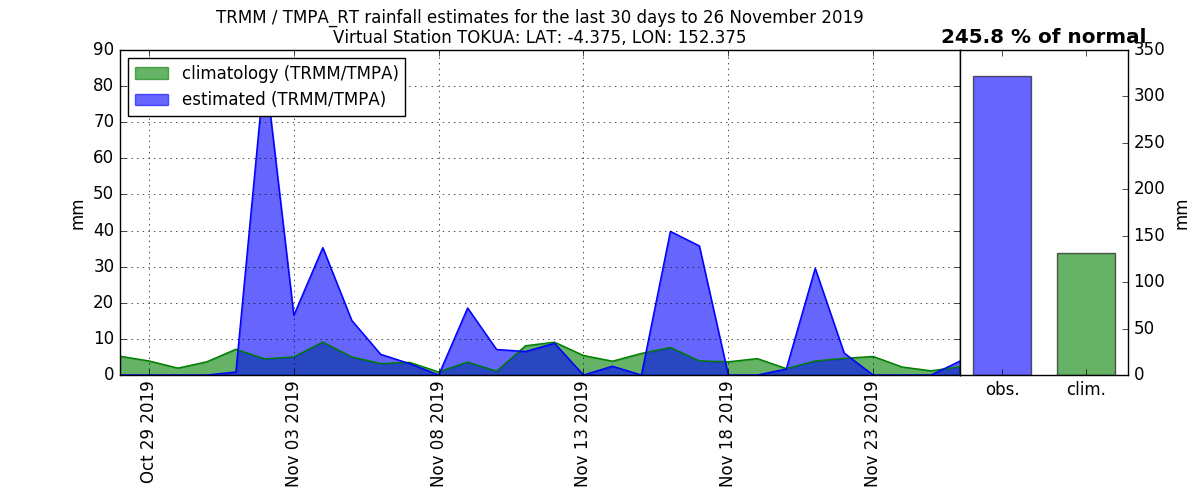 TRMM / TMPA_RT rainfall estimates for the last 30 days to 26 November 2019
Virtual Station TOKUA: LAT: -4.375, LON: 152.375
245.8 % of normal
climatology (TRMM/TMPA)
estimated (TRMM/TMPA)
mm
90
80
70
60
50
40
30
20
10
0
Oct 29 2019
Nov 03 2019
Nov 08 2019
Nov 13 2019
Nov 18 2019
Nov 23 2019
obs.
clim.
350
300
250
200
150
100
50
0
mm